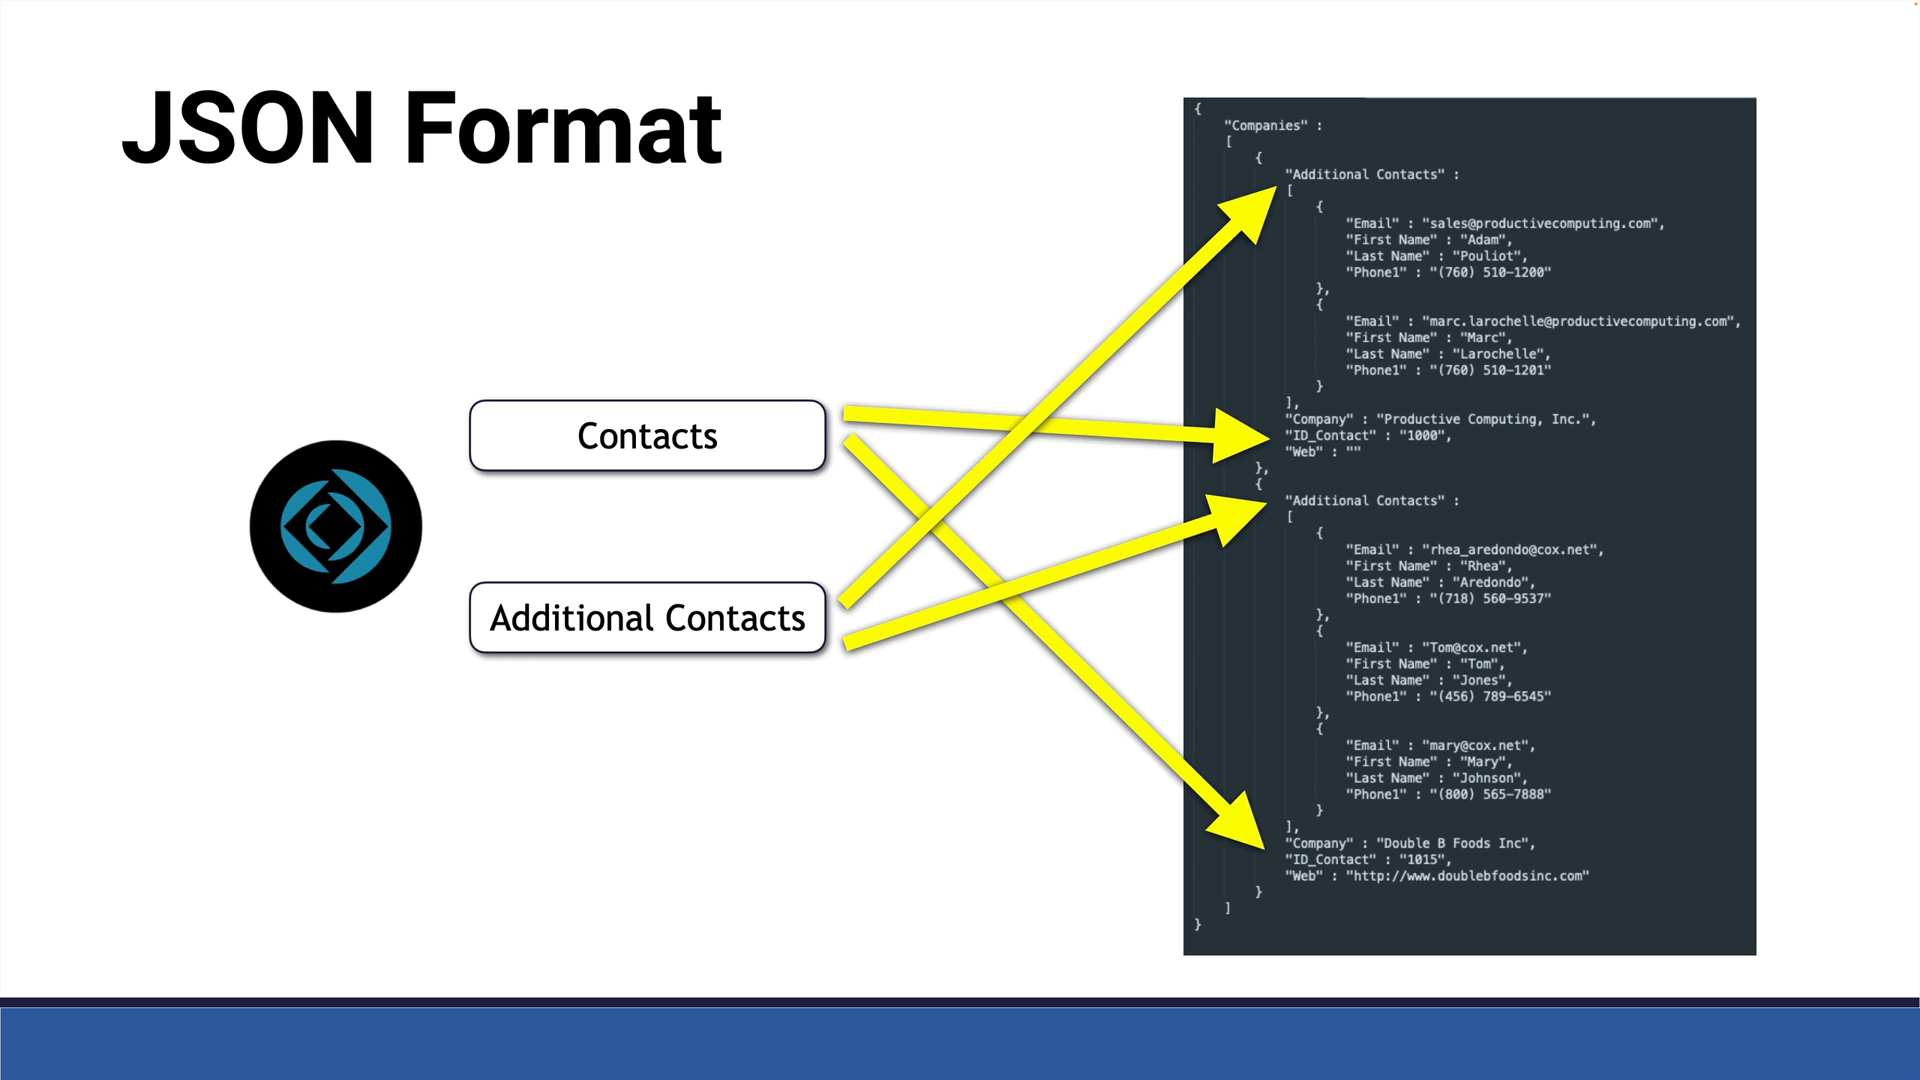 JSON Format
Contacts
Additional Contacts
{
"Companies" :
[
{
"Additional Contacts" :
[
{
"Email" : "sales@productivecomputing.com",
"First Name" : "Adam",
"Last Name" : "Pouliot",
"Phone1" : "(760) 510-1200"
},
{
"Email" : "marc.larochelle@productivecomputing.com",
"First Name" : "Marc",
"Last Name" : "Larochelle",
"Phone1" : "(760) 510-1201"
}
],
"Company" : "Productive Computing, Inc.",
"ID_Contact" : "1000",
"Web" : ""
},
{
"Additional Contacts" :
[
{
"Email" : "rhea_aredondo@cox.net",
"First Name" : "Rhea",
"Last Name" : "Aredondo",
"Phone1" : "(718) 560-9537"
},
{
"Email" : "Tom@cox.net",
"First Name" : "Tom",
"Last Name" : "Jones",
"Phone1" : "(456) 789-6545"
},
{
"Email" : "mary@cox.net",
"First Name" : "Mary",
"Last Name" : "Johnson",
"Phone1" : "(800) 565-7888"
}
],
"Company" : "Double B Foods Inc",
"ID_Contact" : "1015",
"Web" : "http://www.doublebfoodsinc.com"
}
]
}